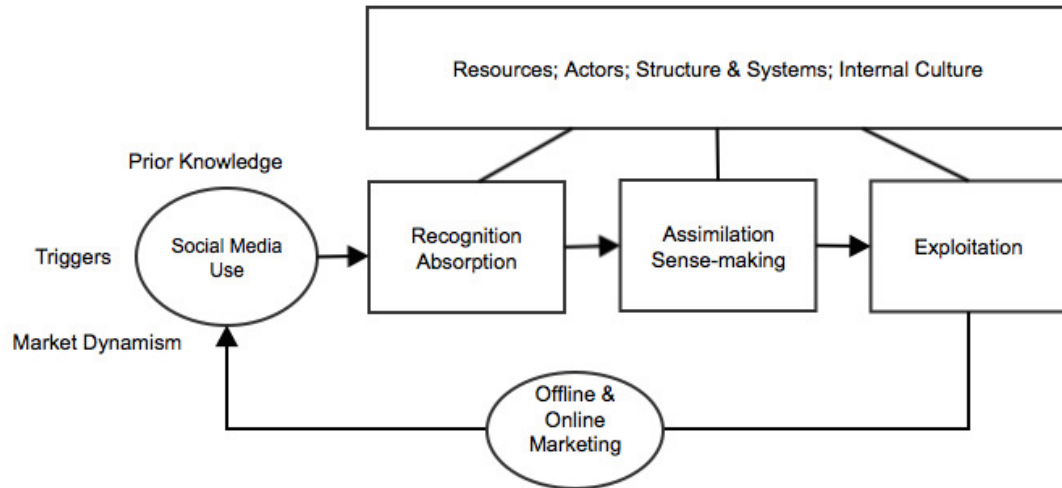 Resources; Actors; Structure & Systems; Internal Culture
Prior Knowledge
Triggers
Social Media
Use
Recognition
Absorption
Assimilation
Sense-making
Exploitation
Market Dynamism
Offline &
Online
Marketing